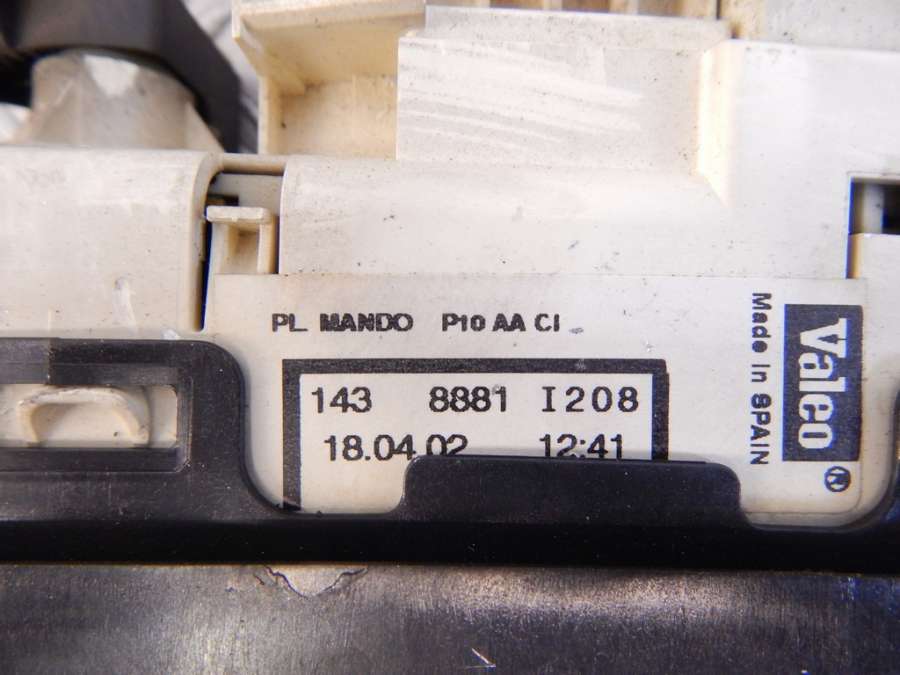 PL MANDO P10 AA CI
143 8881 I208
18.04.02 12:41
Made in SPAIN
Valeo